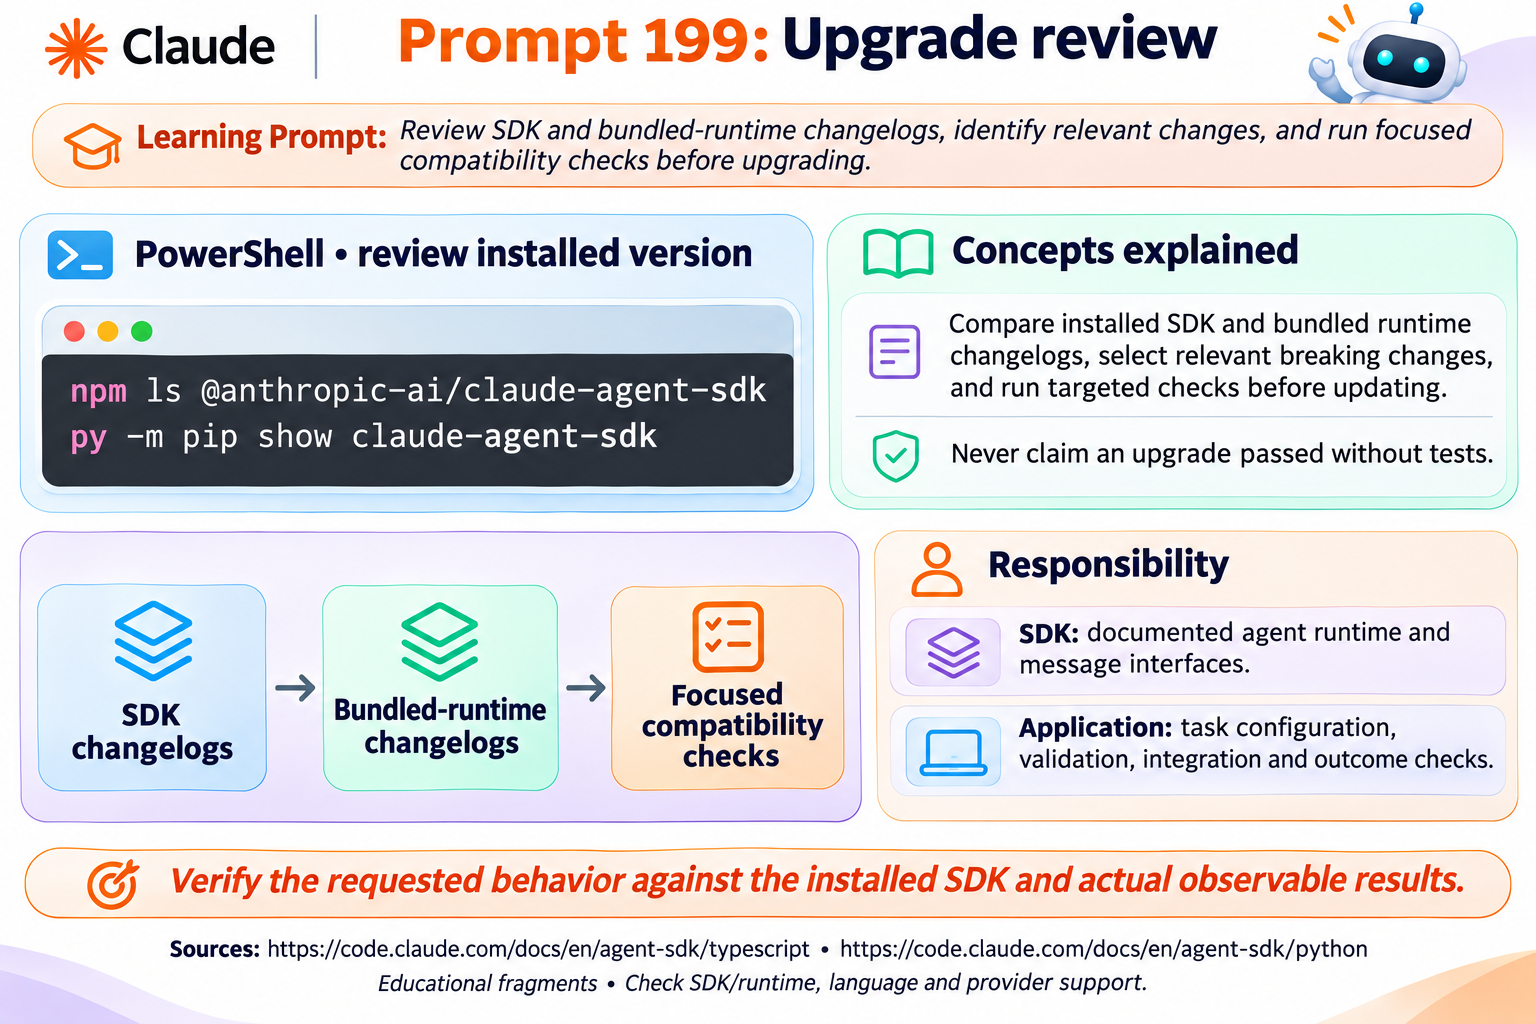 Claude
Prompt 199: Upgrade review
Learning Prompt: Review SDK and bundled-runtime changelogs, identify relevant changes, and run focused
compatibility checks before upgrading.
PowerShell • review installed version
npm ls @anthropic-ai/claude-agent-sdk
py -m pip show claude-agent-sdk
Concepts explained
Compare installed SDK and bundled runtime
changelogs, select relevant breaking changes,
and run targeted checks before updating.
Never claim an upgrade passed without tests.
SDK
changelogs
Bundled-runtime
changelogs
Focused
compatibility
checks
Responsibility
SDK: documented agent runtime and
message interfaces.
Application: task configuration,
validation, integration and outcome checks.
Verify the requested behavior against the installed SDK and actual observable results.
Sources: https://code.claude.com/docs/en/agent-sdk/typescript • https://code.claude.com/docs/en/agent-sdk/python
Educational fragments • Check SDK/runtime, language and provider support.